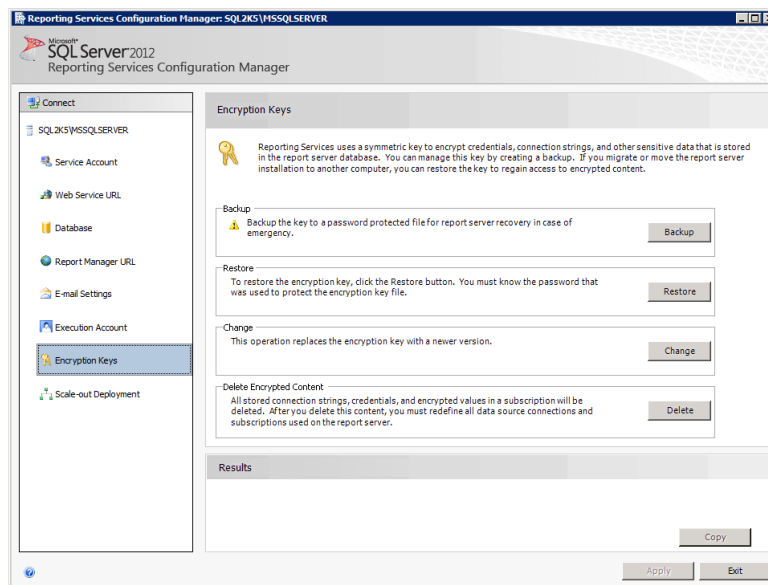 Reporting Services Configuration Manager: SQL2K5\MSSQLSERVER
Microsoft®
SQL Server 2012
Reporting Services Configuration Manager
Connect
SQL2K5\MSSQLSERVER
Service Account
Web Service URL
Database
Report Manager URL
E-mail Settings
Execution Account
Encryption Keys
Scale-out Deployment
Encryption Keys
Reporting Services uses a symmetric key to encrypt credentials, connection strings, and other sensitive data that is stored
in the report server database. You can manage this key by creating a backup. If you migrate or move the report server
installation to another computer, you can restore the key to regain access to encrypted content.
Backup
Backup the key to a password protected file for report server recovery in case of
emergency.
Backup
Restore
To restore the encryption key, click the Restore button. You must know the password that
was used to protect the encryption key file.
Restore
Change
This operation replaces the encryption key with a newer version.
Change
Delete Encrypted Content
All stored connection strings, credentials, and encrypted values in a subscription will be
deleted. After you delete this content, you must redefine all data source connections and
subscriptions used on the report server.
Delete
Results
Copy
Apply
Exit